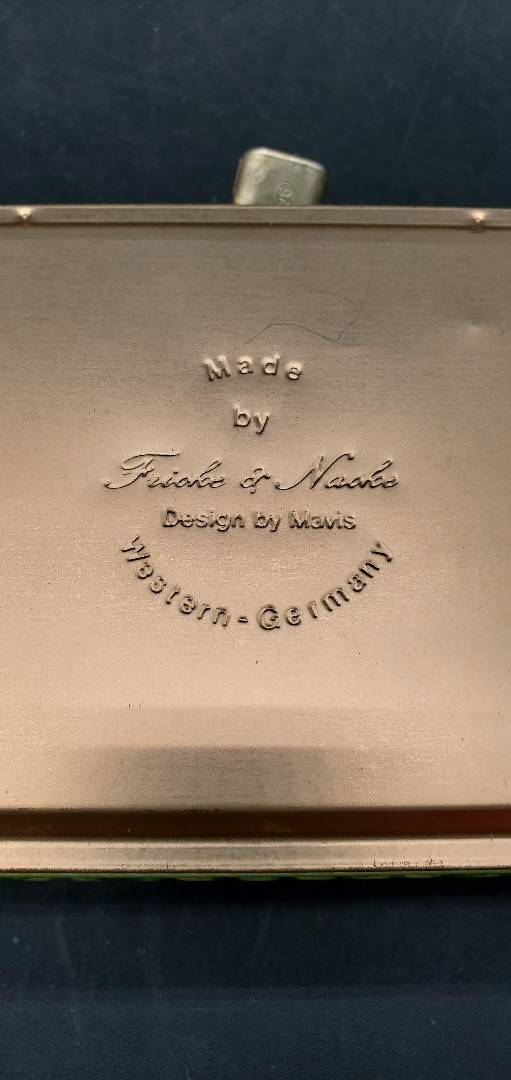 Made
by
Fricke & Nacke
Design by Mavis
Western-Germany